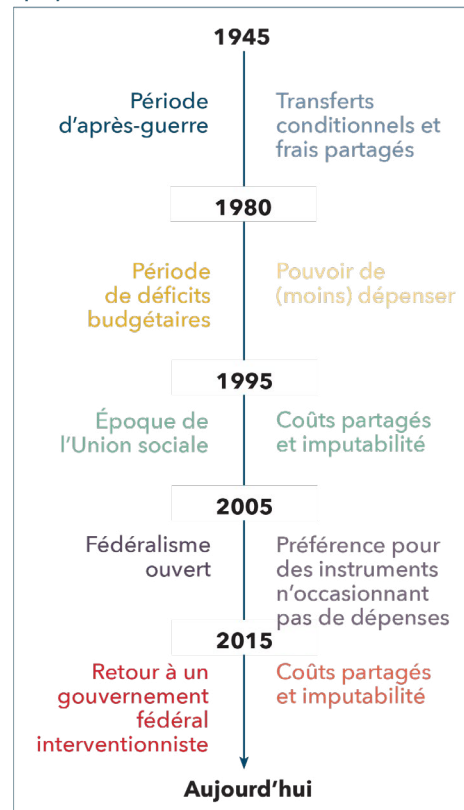 1945
Période
d'après-guerre
Transferts
conditionnels et
frais partagés
1980
Période
de déficits
budgétaires
Pouvoir de
(moins) dépenser
1995
Époque de
l'Union sociale
Coûts partagés
et imputabilité
2005
Fédéralisme
ouvert
Préférence pour
des instruments
n'occasionnant
pas de dépenses
2015
Retour à un
gouvernement
fédéral
interventionniste
Coûts partagés
et imputabilité
Aujourd'hui